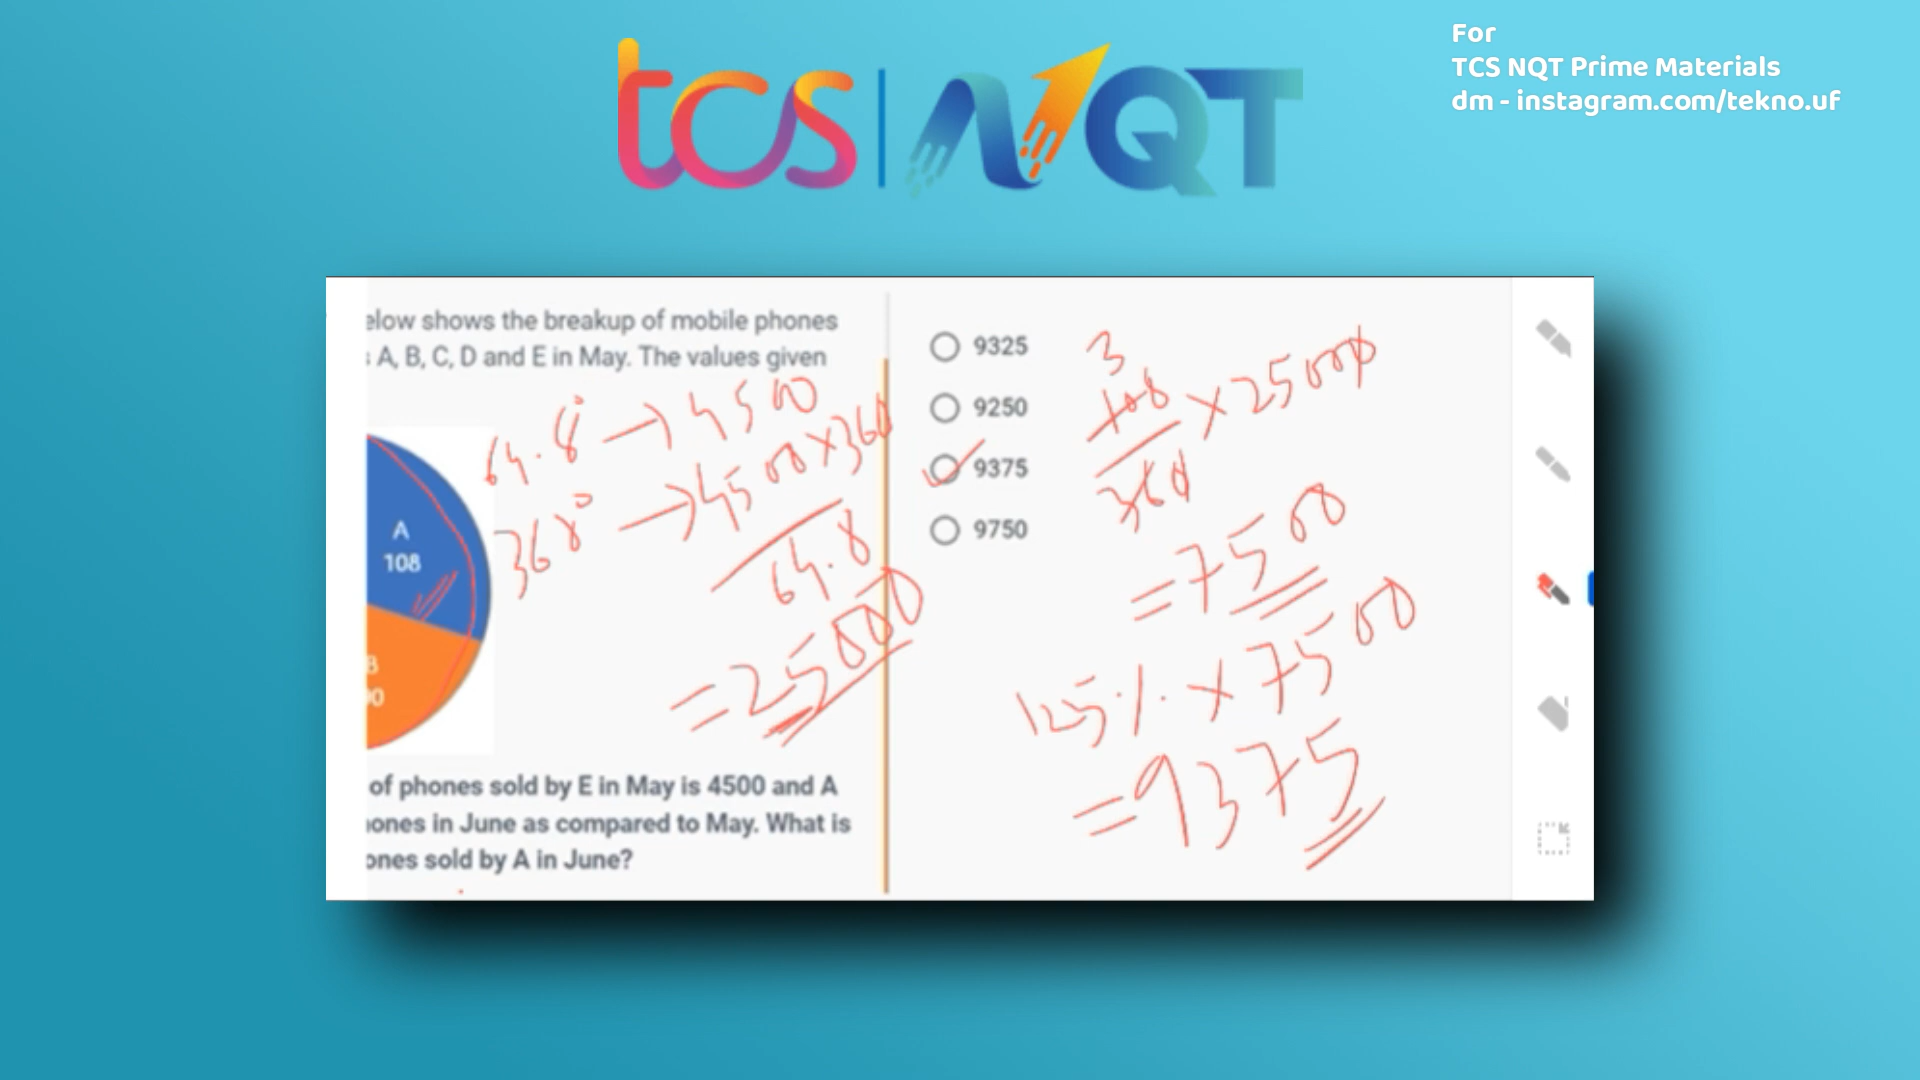 tcs NQT
For
TCS NQT Prime Materials
dm - instagram.com/tekno.uf
elow shows the breakup of mobile phones
s A, B, C, D and E in May. The values given
64.8° → 4500
360° → 4500 x 360
64.8
= 25000
A
108
B
90
of phones sold by E in May is 4500 and A
ones in June as compared to May. What is
ones sold by A in June?
9325
9250
9375
9750
3
108
360
x 25000
= 7500
125% x 7500
= 9375